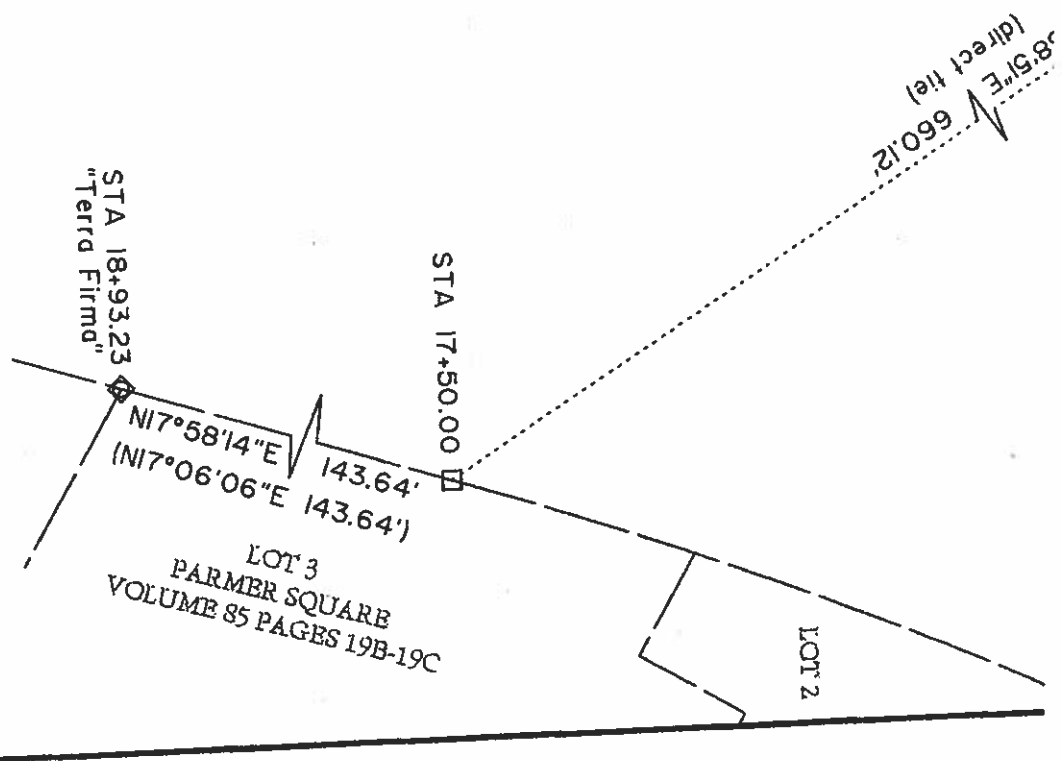 8'51"E
(direct tie)
660.12'
STA 18+93.23
"Terra Firma"
STA 17+50.00
N17°58'14"E 143.64'
(N17°06'06"E 143.64')
LOT 3
PARMER SQUARE
VOLUME 85 PAGES 19B-19C
LOT 2